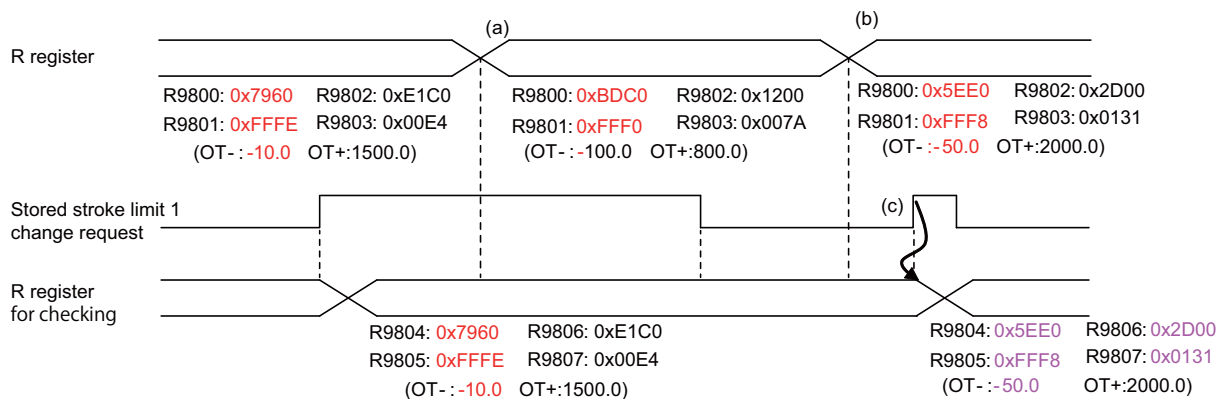 (a)
(b)
R register
R9800: 0x7960 R9802: 0xE1C0
R9801: 0xFFFE R9803: 0x00E4
(OT- : -10.0 OT+:1500.0)
R9800: 0xBDC0 R9802: 0x1200
R9801: 0xFFF0 R9803: 0x007A
(OT- : -100.0 OT+:800.0)
R9800: 0x5EE0 R9802: 0x2D00
R9801: 0xFFF8 R9803: 0x0131
(OT- :-50.0 OT+:2000.0)
Stored stroke limit 1
change request
(c)
R register
for checking
R9804: 0x7960 R9806: 0xE1C0
R9805: 0xFFFE R9807: 0x00E4
(OT- : -10.0 OT+:1500.0)
R9804: 0x5EE0 R9806: 0x2D00
R9805: 0xFFF8 R9807: 0x0131
(OT- :-50.0 OT+:2000.0)